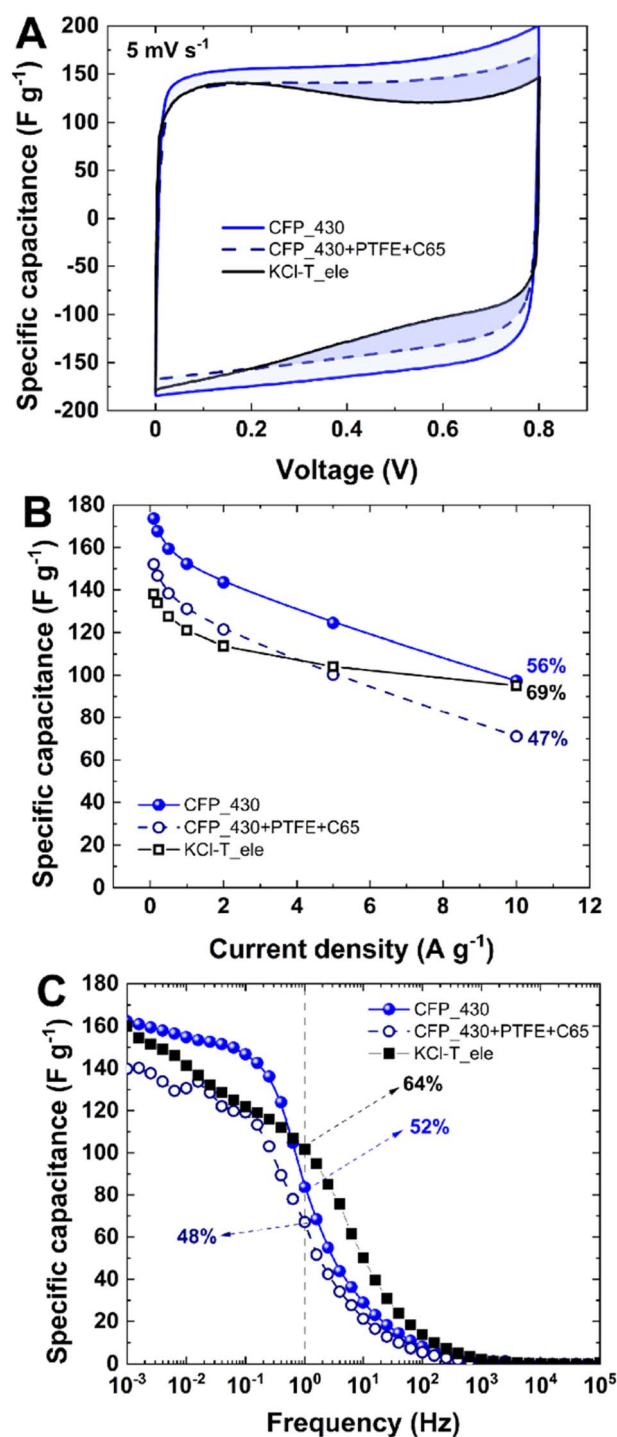 A
5 mV s⁻¹
Specific capacitance (F g⁻¹)
200
150
100
50
0
-50
-100
-150
-200
CFP_430
CFP_430+PTFE+C65
KCl-T_ele
0
0.2
0.4
0.6
0.8
Voltage (V)
B
Specific capacitance (F g⁻¹)
180
160
140
120
100
80
60
40
20
0
56%
69%
47%
CFP_430
CFP_430+PTFE+C65
KCl-T_ele
0
2
4
6
8
10
12
Current density (A g⁻¹)
C
Specific capacitance (F g⁻¹)
180
160
140
120
100
80
60
40
20
0
CFP_430
CFP_430+PTFE+C65
KCl-T_ele
64%
52%
48%
10⁻³
10⁻²
10⁻¹
10⁰
10¹
10²
10³
10⁴
10⁵
Frequency (Hz)